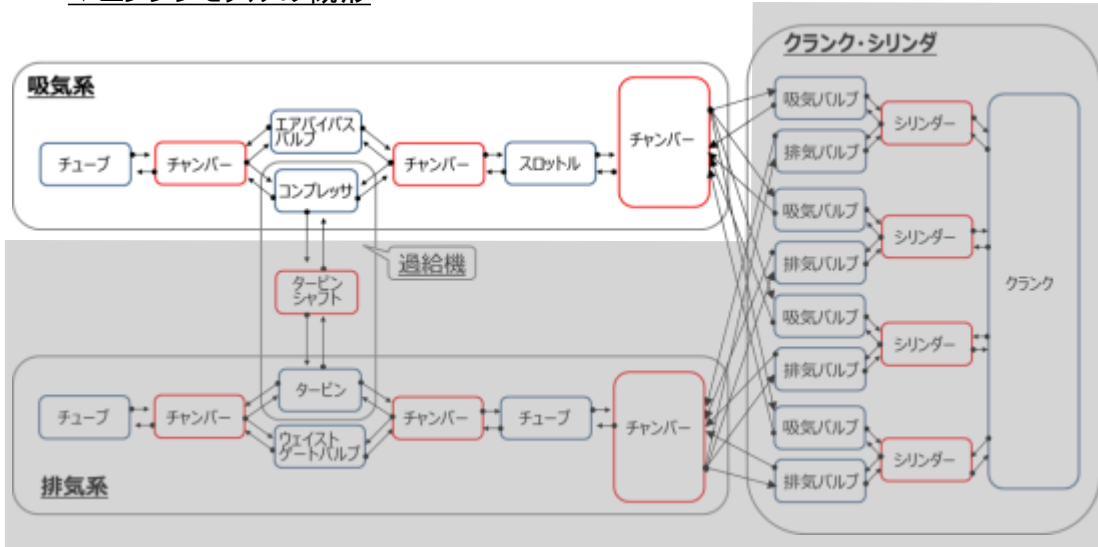 クランク・シリンダ
吸気系
チューブ
チャンバー
エアバイパス
バルブ
コンプレッサ
チャンバー
スロットル
チャンバー
過給機
タービン
シャフト
排気系
チューブ
チャンバー
タービン
ウェイスト
ゲートバルブ
チャンバー
チューブ
チャンバー
吸気バルブ
排気バルブ
シリンダー
吸気バルブ
排気バルブ
シリンダー
吸気バルブ
排気バルブ
シリンダー
吸気バルブ
排気バルブ
シリンダー
クランク